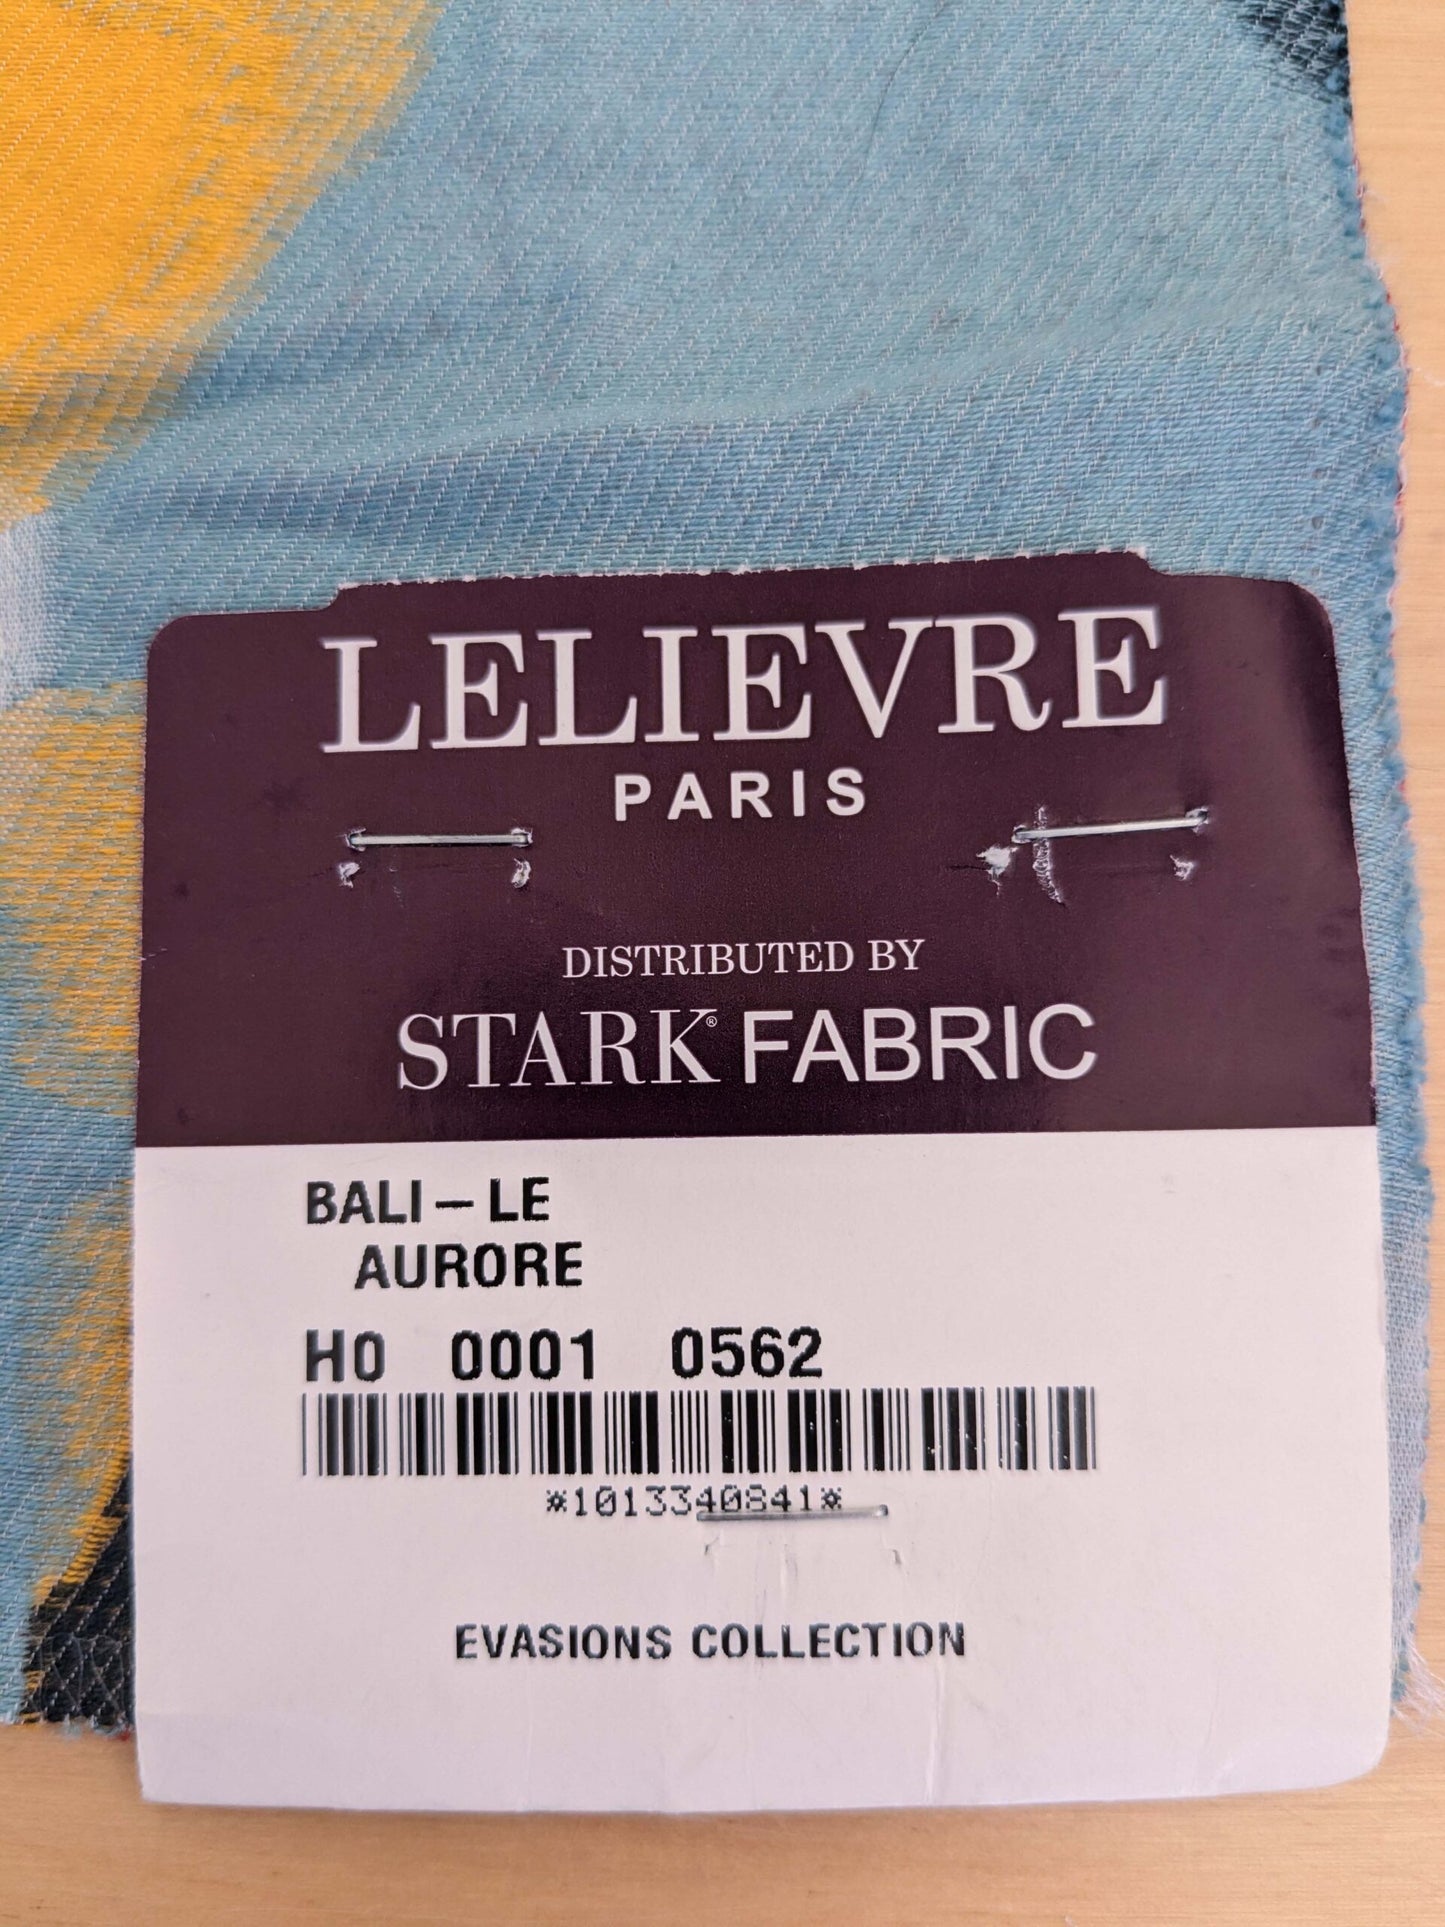 LELIEVRE
PARIS
DISTRIBUTED BY
STARK® FABRIC
BALI-LE
AURORE
H0 0001 0562
*1013340841*
EVASIONS COLLECTION